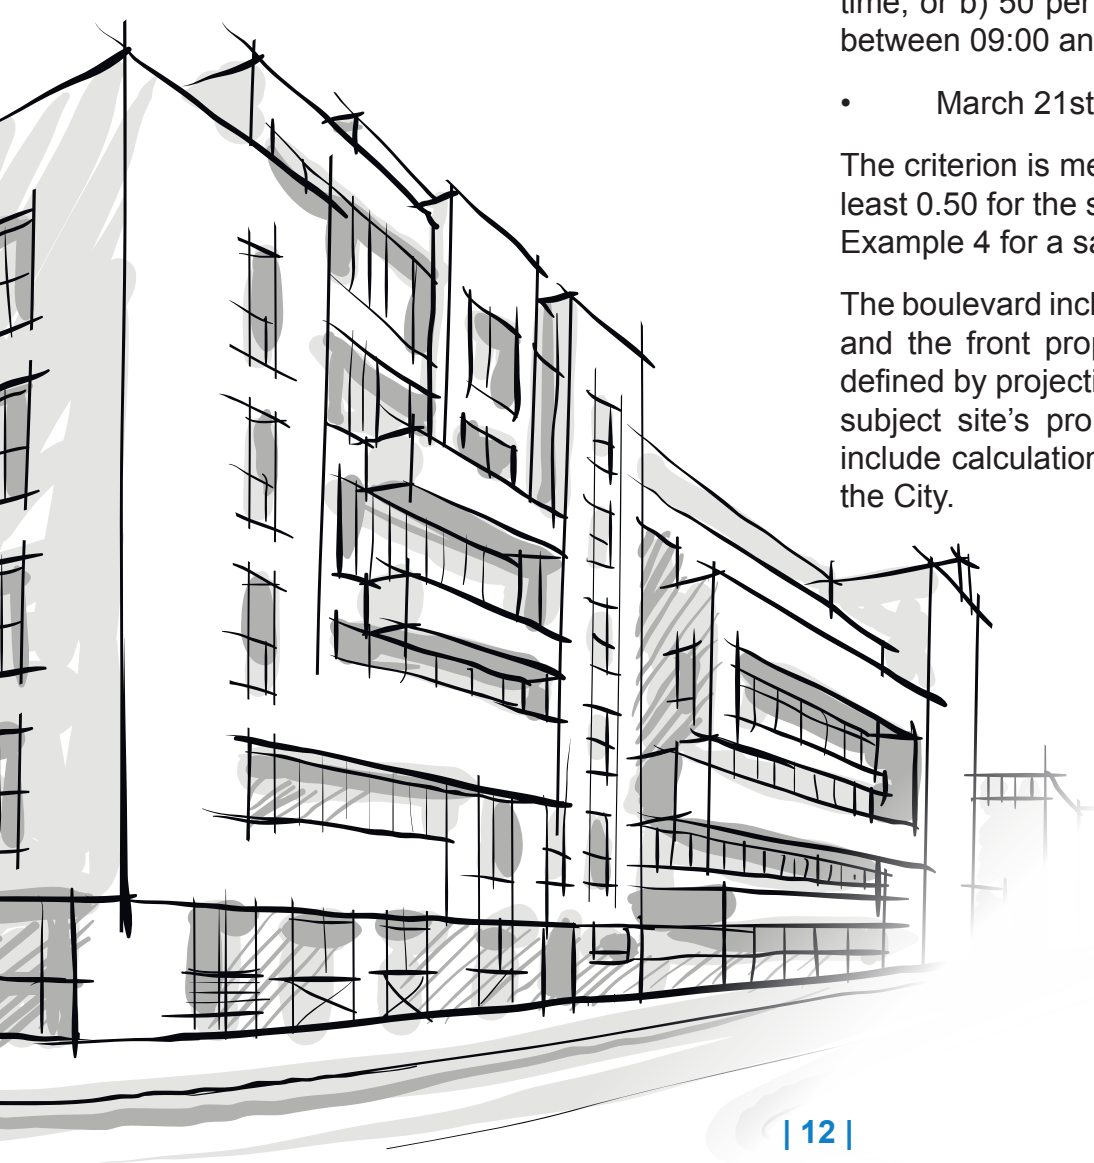 time, or b) 50 per
between 09:00 an
• March 21st
The criterion is me
least 0.50 for the s
Example 4 for a sa
The boulevard incl
and the front prop
defined by projecti
subject site’s pro
include calculation
the City.
| 12 |